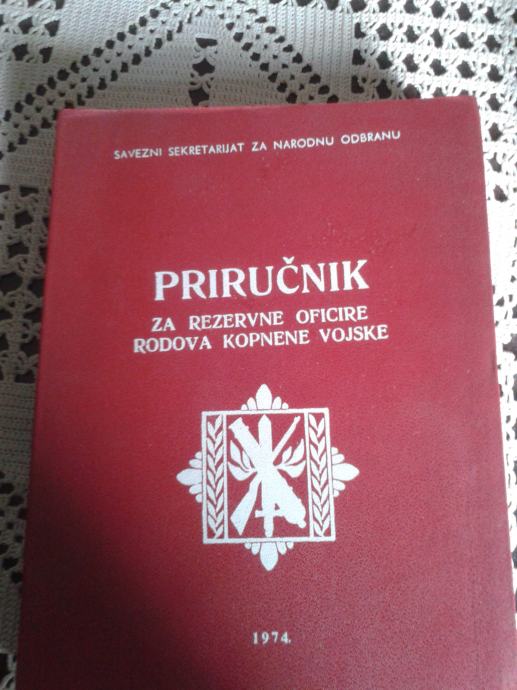 SAVEZNI SEKRETARIJAT ZA NARODNU ODBRANU
PRIRUČNIK
ZA REZERVNE OFICIRE
RODOVA KOPNENE VOJSKE
1974.